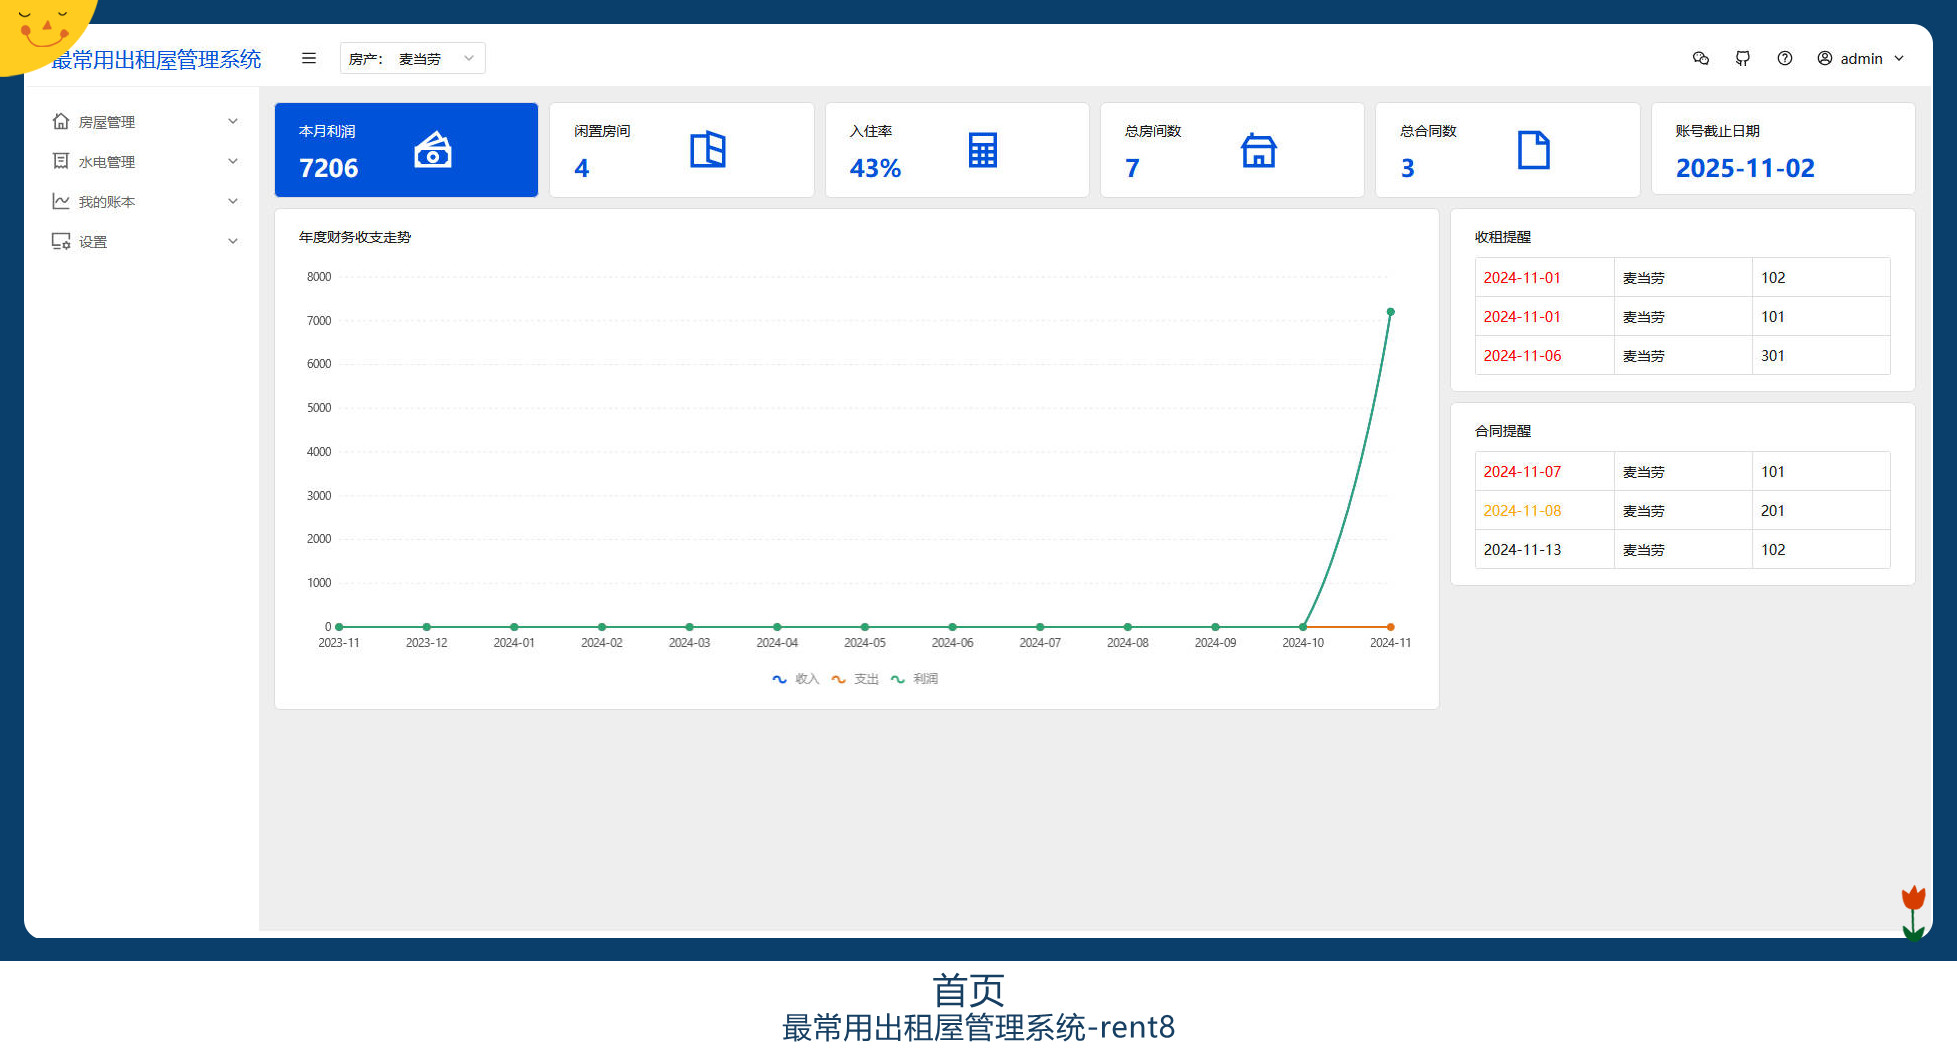 最常用出租屋管理系统
房产： 麦当劳
admin
房屋管理
水电管理
我的账本
设置
本月利润
7206
闲置房间
4
入住率
43%
总房间数
7
总合同数
3
账号截止日期
2025-11-02
年度财务收支走势
8000
7000
6000
5000
4000
3000
2000
1000
0
2023-11 2023-12 2024-01 2024-02 2024-03 2024-04 2024-05 2024-06 2024-07 2024-08 2024-09 2024-10 2024-11
收入 支出 利润
收租提醒
2024-11-01 麦当劳 102
2024-11-01 麦当劳 101
2024-11-06 麦当劳 301
合同提醒
2024-11-07 麦当劳 101
2024-11-08 麦当劳 201
2024-11-13 麦当劳 102
首页
最常用出租屋管理系统-rent8